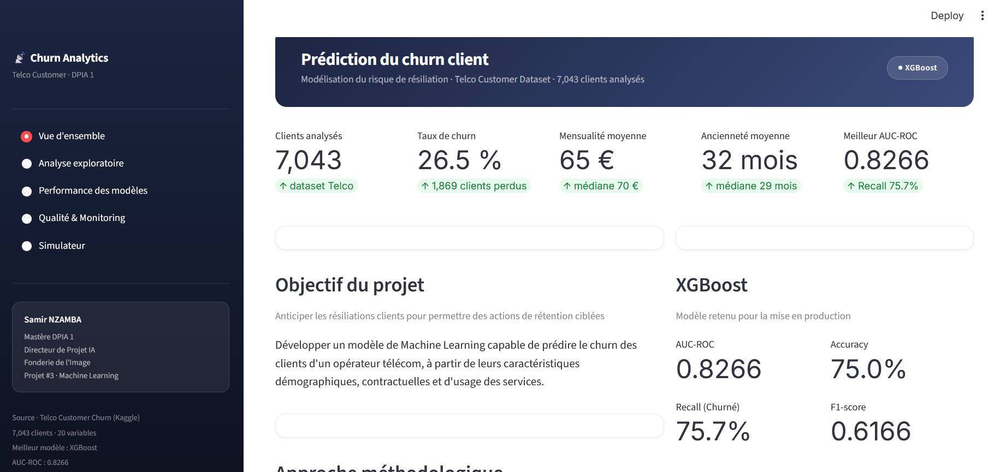 Deploy
Churn Analytics
Telco Customer · DPIA 1
Vue d'ensemble
Analyse exploratoire
Performance des modèles
Qualité & Monitoring
Simulateur
Samir NZAMBA
Mastère DPIA 1
Directeur de Projet IA
Fonderie de l'Image
Projet #3 · Machine Learning
Source · Telco Customer Churn (Kaggle)
7,043 clients · 20 variables
Meilleur modèle : XGBoost
AUC-ROC : 0.8266
Prédiction du churn client
Modélisation du risque de résiliation · Telco Customer Dataset · 7,043 clients analysés
● XGBoost
Clients analysés
7,043
↑ dataset Telco
Taux de churn
26.5 %
↑ 1,869 clients perdus
Mensualité moyenne
65 €
↑ médiane 70 €
Ancienneté moyenne
32 mois
↑ médiane 29 mois
Meilleur AUC-ROC
0.8266
↑ Recall 75.7%
Objectif du projet
Anticiper les résiliations clients pour permettre des actions de rétention ciblées
Développer un modèle de Machine Learning capable de prédire le churn des
clients d'un opérateur télécom, à partir de leurs caractéristiques
démographiques, contractuelles et d'usage des services.
Approche méthodologique
XGBoost
Modèle retenu pour la mise en production
AUC-ROC
0.8266
Accuracy
75.0%
Recall (Churné)
75.7%
F1-score
0.6166